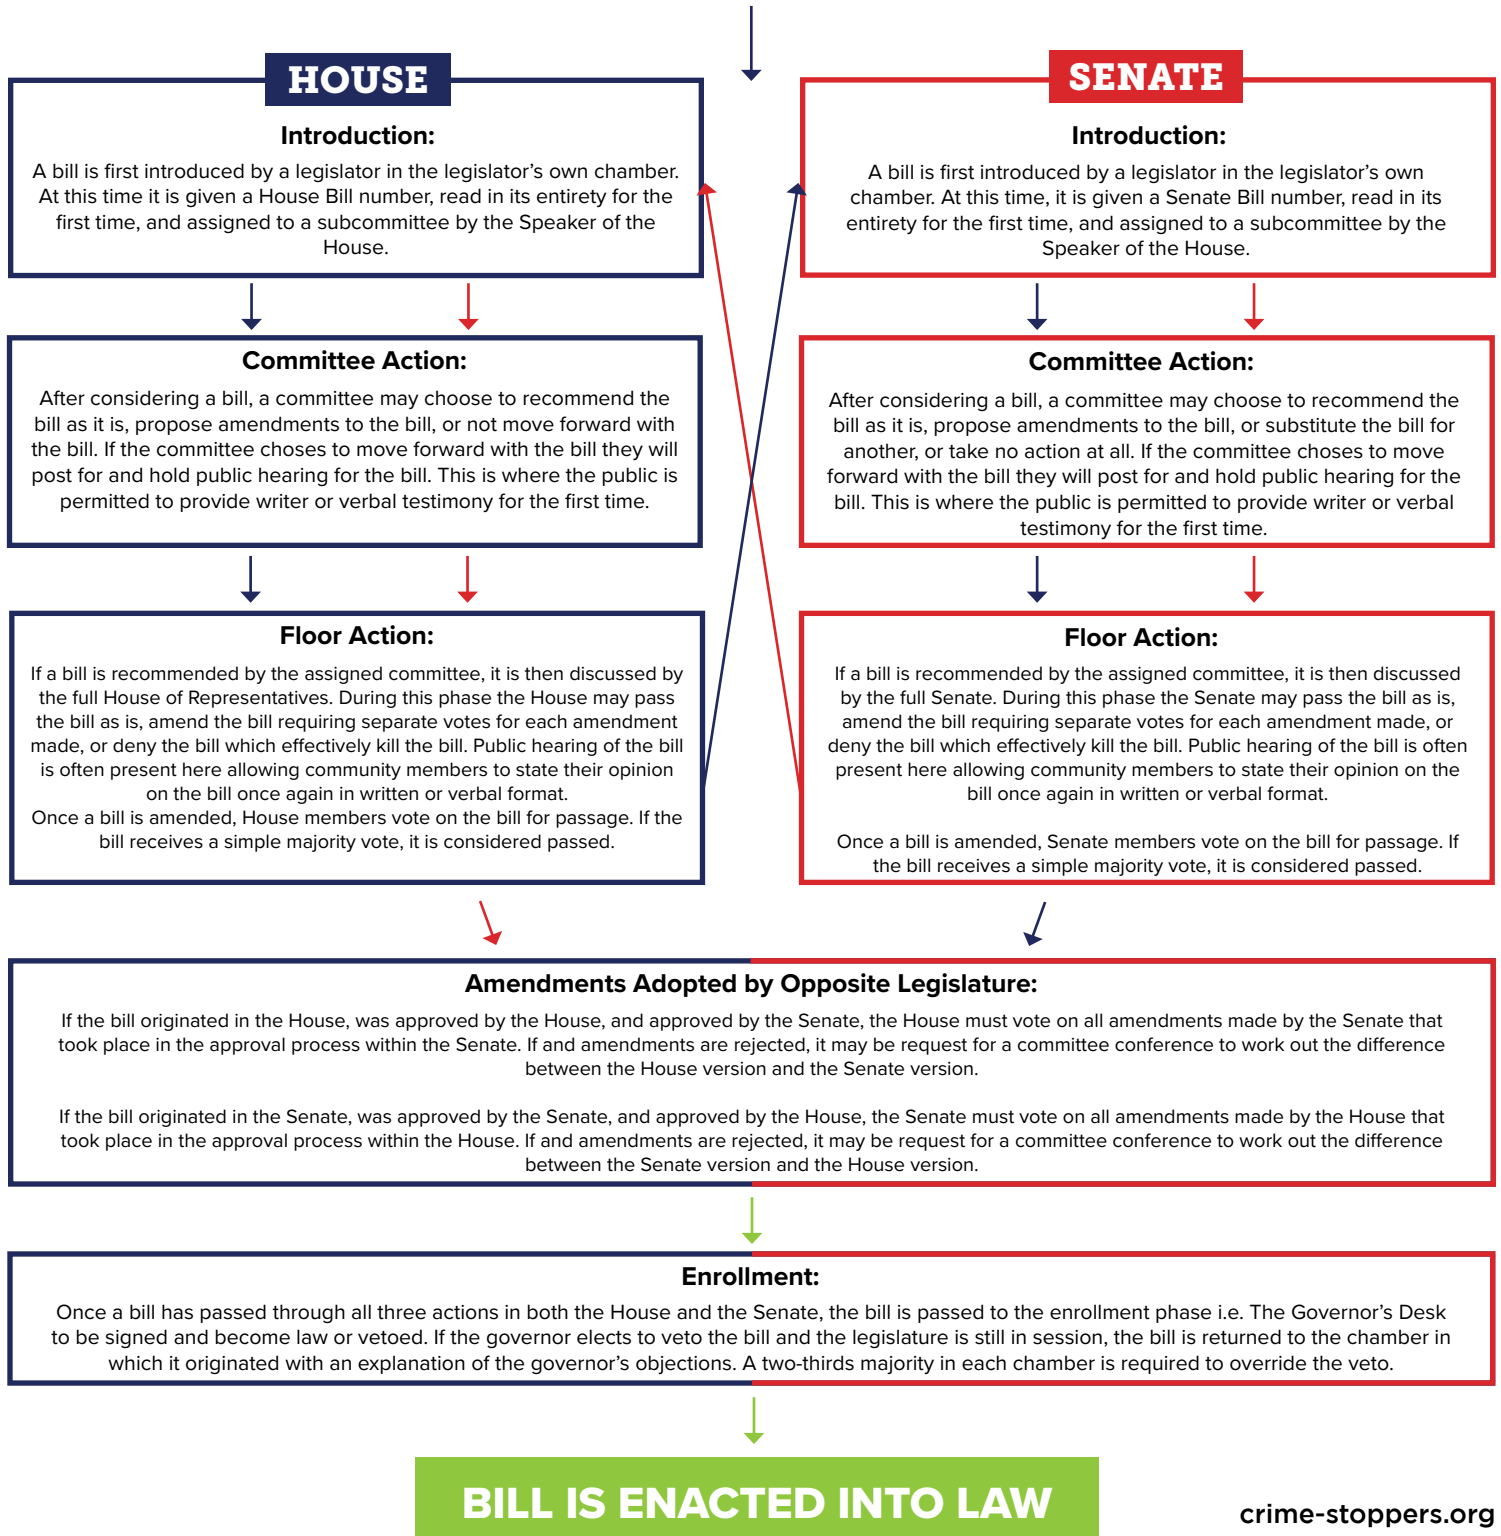 HOUSE
Introduction:
A bill is first introduced by a legislator in the legislator’s own chamber.
At this time it is given a House Bill number, read in its entirety for the
first time, and assigned to a subcommittee by the Speaker of the
House.
Committee Action:
After considering a bill, a committee may choose to recommend the
bill as it is, propose amendments to the bill, or not move forward with
the bill. If the committee choses to move forward with the bill they will
post for and hold public hearing for the bill. This is where the public is
permitted to provide writer or verbal testimony for the first time.
Floor Action:
If a bill is recommended by the assigned committee, it is then discussed by
the full House of Representatives. During this phase the House may pass
the bill as is, amend the bill requiring separate votes for each amendment
made, or deny the bill which effectively kill the bill. Public hearing of the bill
is often present here allowing community members to state their opinion
on the bill once again in written or verbal format.
Once a bill is amended, House members vote on the bill for passage. If the
bill receives a simple majority vote, it is considered passed.
SENATE
Introduction:
A bill is first introduced by a legislator in the legislator’s own
chamber. At this time, it is given a Senate Bill number, read in its
entirety for the first time, and assigned to a subcommittee by the
Speaker of the House.
Committee Action:
After considering a bill, a committee may choose to recommend the
bill as it is, propose amendments to the bill, or substitute the bill for
another, or take no action at all. If the committee choses to move
forward with the bill they will post for and hold public hearing for the
bill. This is where the public is permitted to provide writer or verbal
testimony for the first time.
Floor Action:
If a bill is recommended by the assigned committee, it is then discussed
by the full Senate. During this phase the Senate may pass the bill as is,
amend the bill requiring separate votes for each amendment made, or
deny the bill which effectively kill the bill. Public hearing of the bill is often
present here allowing community members to state their opinion on the
bill once again in written or verbal format.
Once a bill is amended, Senate members vote on the bill for passage. If
the bill receives a simple majority vote, it is considered passed.
Amendments Adopted by Opposite Legislature:
If the bill originated in the House, was approved by the House, and approved by the Senate, the House must vote on all amendments made by the Senate that
took place in the approval process within the Senate. If and amendments are rejected, it may be request for a committee conference to work out the difference
between the House version and the Senate version.
If the bill originated in the Senate, was approved by the Senate, and approved by the House, the Senate must vote on all amendments made by the House that
took place in the approval process within the House. If and amendments are rejected, it may be request for a committee conference to work out the difference
between the Senate version and the House version.
Enrollment:
Once a bill has passed through all three actions in both the House and the Senate, the bill is passed to the enrollment phase i.e. The Governor’s Desk
to be signed and become law or vetoed. If the governor elects to veto the bill and the legislature is still in session, the bill is returned to the chamber in
which it originated with an explanation of the governor’s objections. A two-thirds majority in each chamber is required to override the veto.
BILL IS ENACTED INTO LAW
crime-stoppers.org